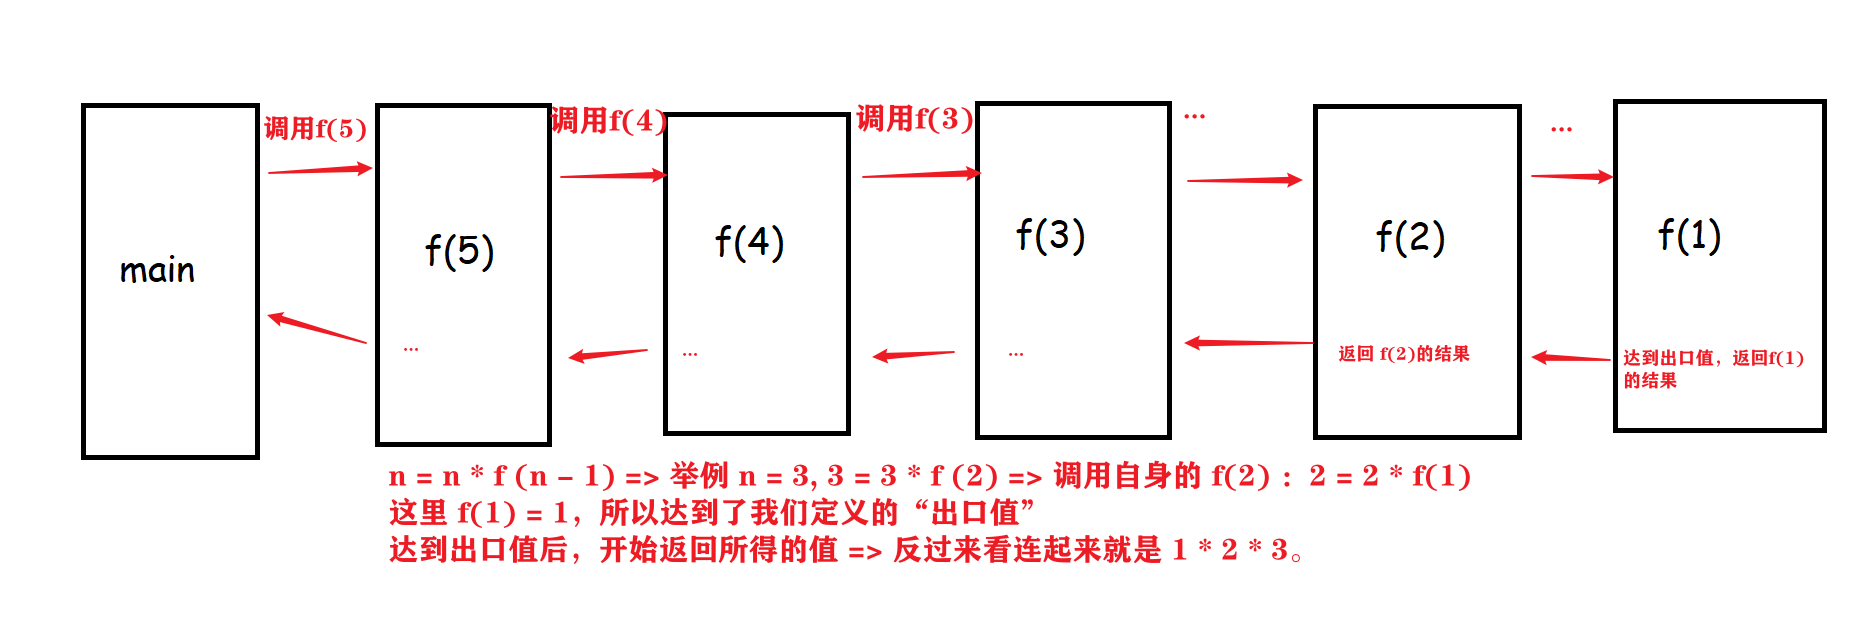 调用f(5)
调用f(4)
调用f(3)
...
...
main
f(5)
f(4)
f(3)
f(2)
f(1)
...
...
...
返回 f(2)的结果
达到出口值，返回f(1)
的结果
n = n * f (n - 1) => 举例 n = 3, 3 = 3 * f (2) => 调用自身的 f(2) : 2 = 2 * f(1)
这里 f(1) = 1，所以达到了我们定义的“出口值”
达到出口值后，开始返回所得的值 => 反过来看连起来就是 1 * 2 * 3。